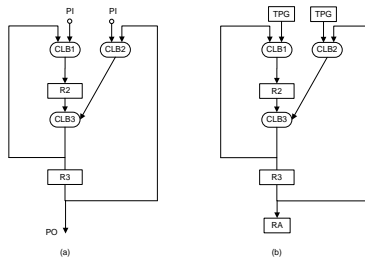 PI PI
CLB1 CLB2
R2
CLB3
R3
PO
(a)
TPG TPG
CLB1 CLB2
R2
CLB3
R3
RA
(b)